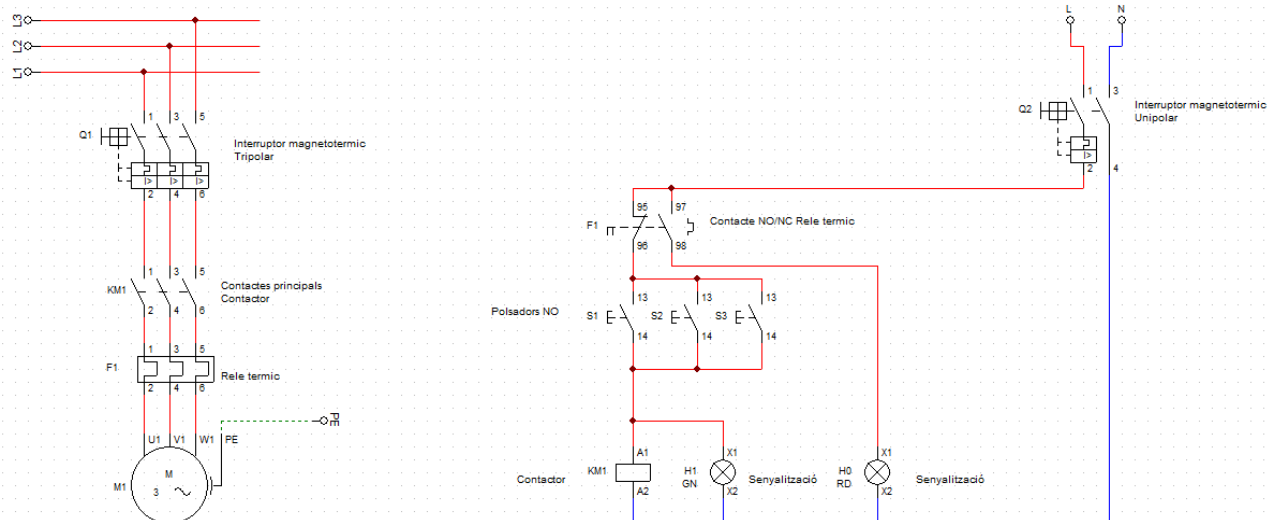 L3
L2
L1
Q1
1 3 5
Interruptor magnetotermic
Tripolar
I> I> I>
2 4 6
KM1
1 3 5
Contactes principals
Contactor
2 4 6
F1
1 3 5
Rele termic
2 4 6
PE
U1 V1 W1 PE
M1
M
3
L N
Q2
1 3
Interruptor magnetotermic
Unipolar
I>
2 4
F1
95 97
Contacte NO/NC Rele termic
96 98
Polsadors NO
S1
13
14
S2
13
14
S3
13
14
Contactor
KM1
A1
A2
H1
GN
X1
X2
Senyalització
H0
RD
X1
X2
Senyalització